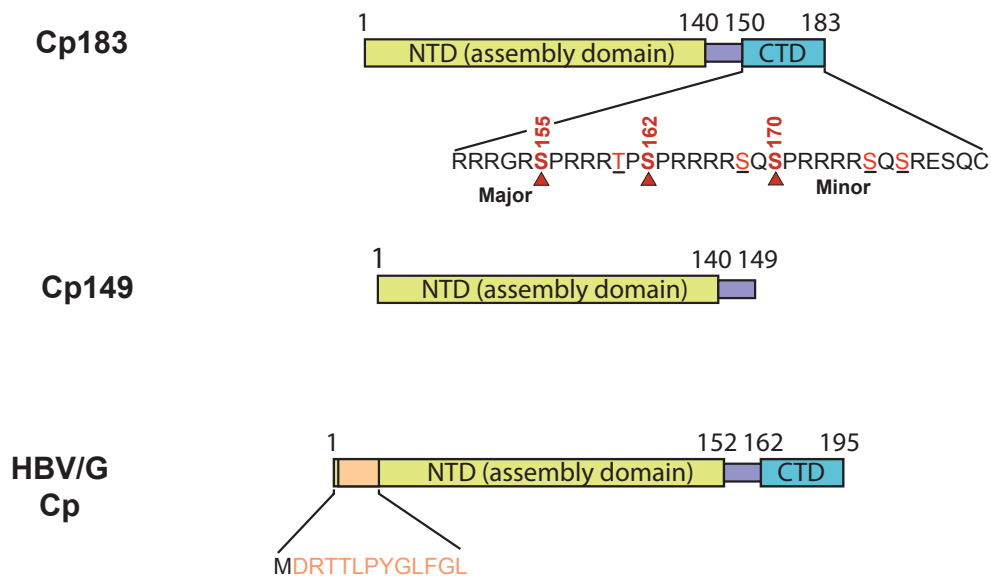 Cp183
1 140 150 183
NTD (assembly domain) CTD
155 162 170
RRRGRSPRRRTPSPRRRRSQSPRRRRSQSRESQC
Major Minor
Cp149
1 140 149
NTD (assembly domain)
HBV/G
Cp
1 152 162 195
NTD (assembly domain) CTD
MDRTTLPYGLFGL